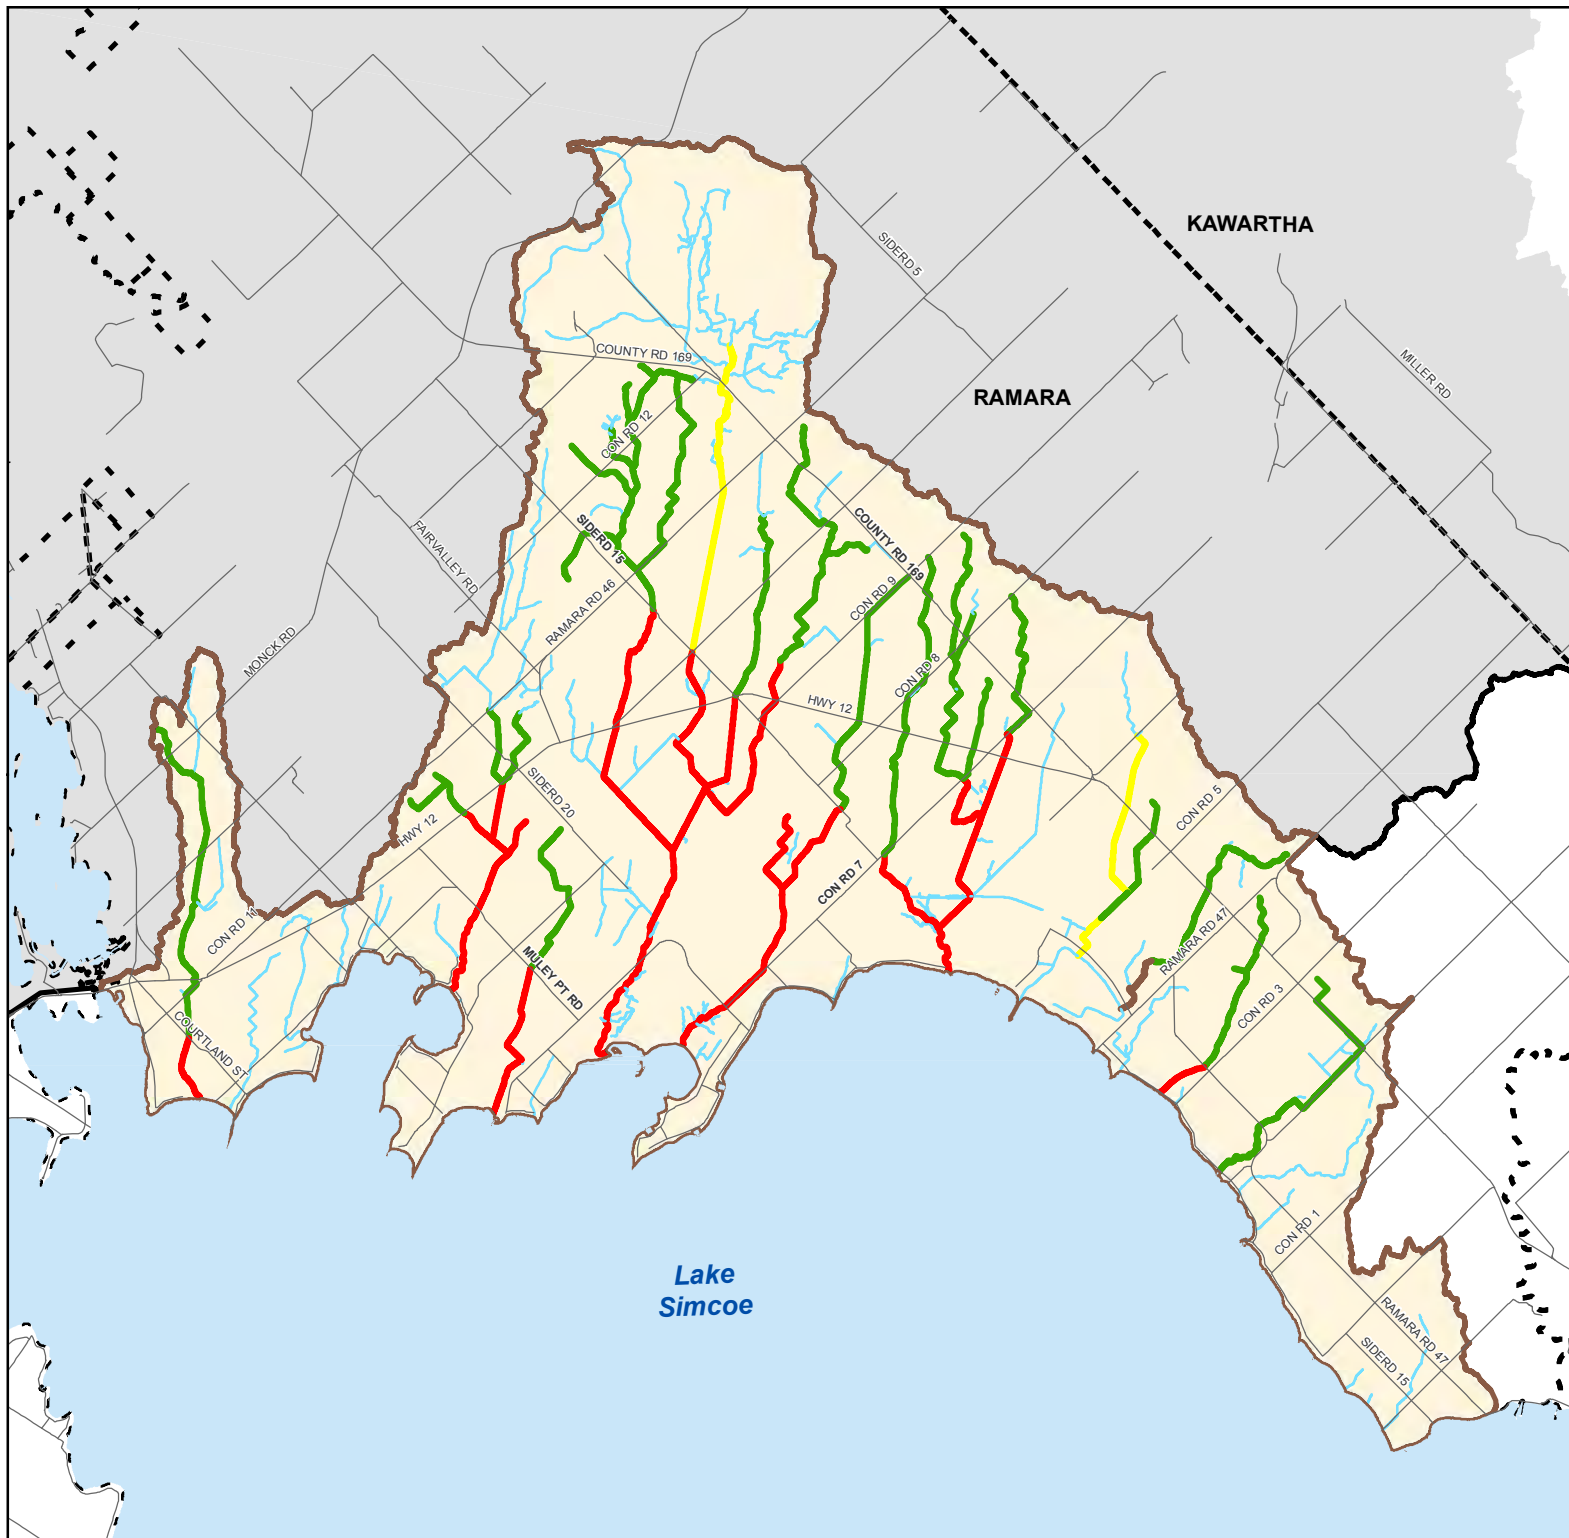 KAWARTHA
SIDERD 5
COUNTY RD 169
MILLER RD
RAMARA
CON RD 12
FAIRVALLEY RD
SIDERD 15
COUNTY RD 169
RAMARA RD 46
CON RD 9
MONCK RD
CON RD 8
HWY 12
SIDERD 20
HWY 12
CON RD 5
CON RD 7
CON RD 11
RAMARA RD 47
MULEY PT RD
CON RD 3
COURTLAND ST
CON RD 1
Lake
Simcoe
RAMARA RD 47
SIDERD 15